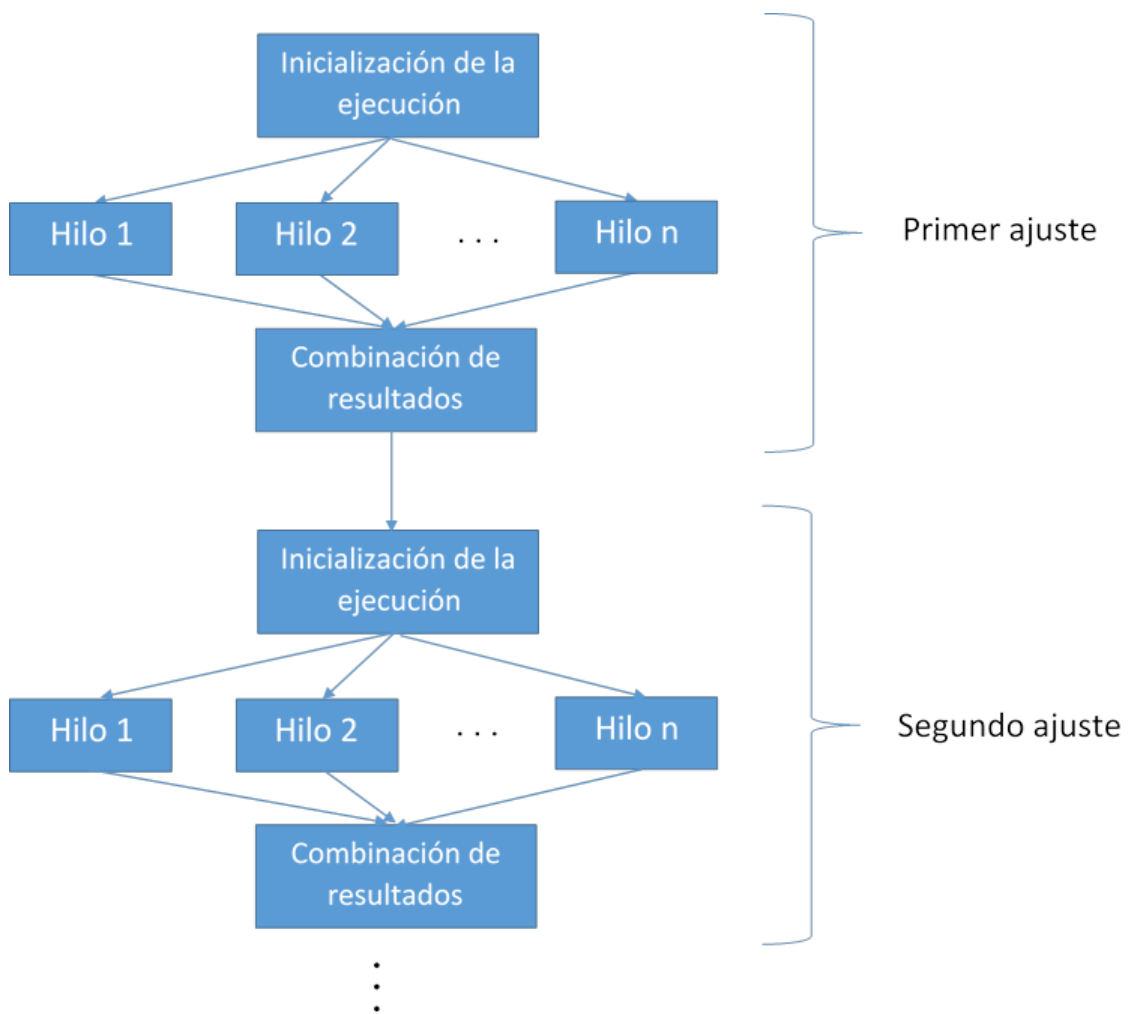 Inicialización de la
ejecución
Hilo 1
Hilo 2
. . .
Hilo n
Primer ajuste
Combinación de
resultados
Inicialización de la
ejecución
Hilo 1
Hilo 2
. . .
Hilo n
Segundo ajuste
Combinación de
resultados